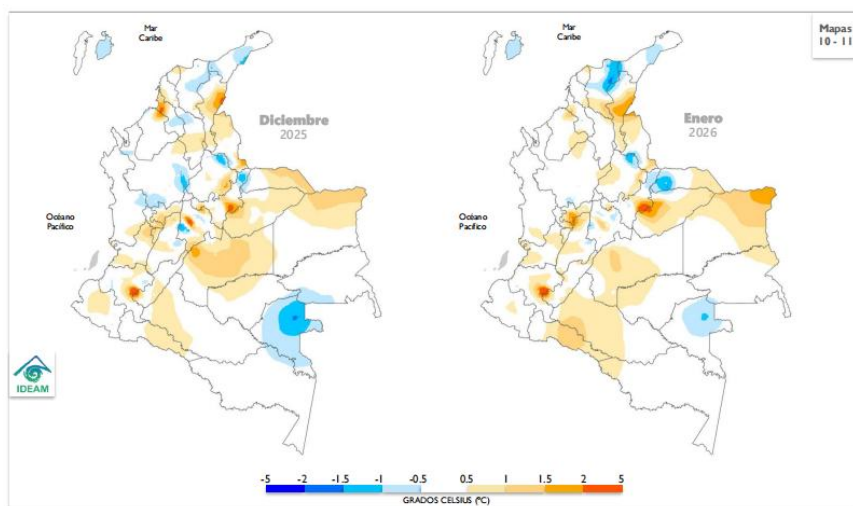 Mar
Caribe
Diciembre
2025
Océano
Pacífico
Mar
Caribe
Enero
2026
Océano
Pacífico
Mapas
10 - 11
IDEAM
-5 -2 -1.5 -1 -0.5 0.5 1 1.5 2 5
GRADOS CELSIUS (ºC)